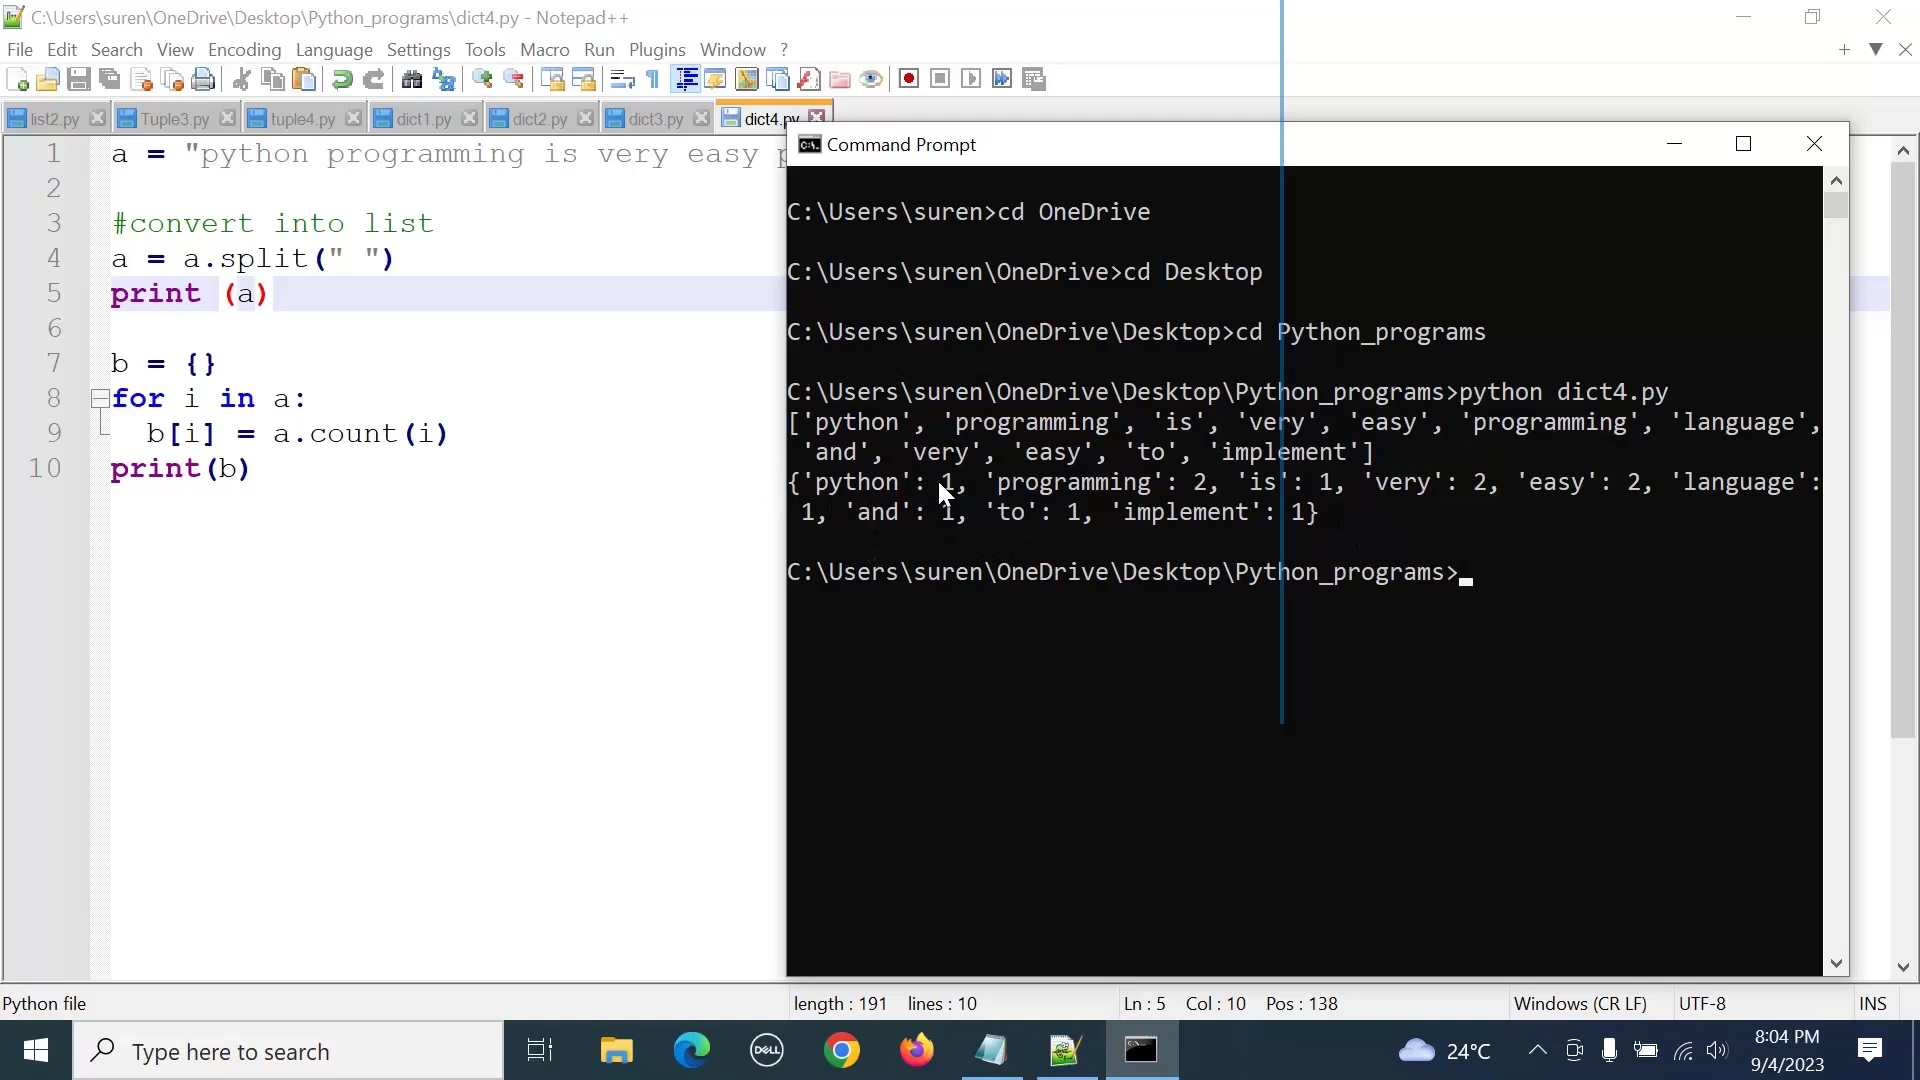 C:\Users\suren\OneDrive\Desktop\Python_programs\dict4.py - Notepad++
File Edit Search View Encoding Language Settings Tools Macro Run Plugins Window ?
list2.py Tuple3.py tuple4.py dict1.py dict2.py dict3.py dict4.py
1 a = "python programming is very easy
2
3 #convert into list
4 a = a.split(" ")
5 print (a)
6
7 b = {}
8 for i in a:
9 b[i] = a.count(i)
10 print(b)
Command Prompt
C:\Users\suren>cd OneDrive
C:\Users\suren\OneDrive>cd Desktop
C:\Users\suren\OneDrive\Desktop>cd Python_programs
C:\Users\suren\OneDrive\Desktop\Python_programs>python dict4.py
['python', 'programming', 'is', 'very', 'easy', 'programming', 'language',
'and', 'very', 'easy', 'to', 'implement']
{'python': 1, 'programming': 2, 'is': 1, 'very': 2, 'easy': 2, 'language':
1, 'and': 1, 'to': 1, 'implement': 1}
C:\Users\suren\OneDrive\Desktop\Python_programs>
Python file length : 191 lines : 10 Ln : 5 Col : 10 Pos : 138 Windows (CR LF) UTF-8 INS
Type here to search DELL 24°C 8:04 PM
9/4/2023